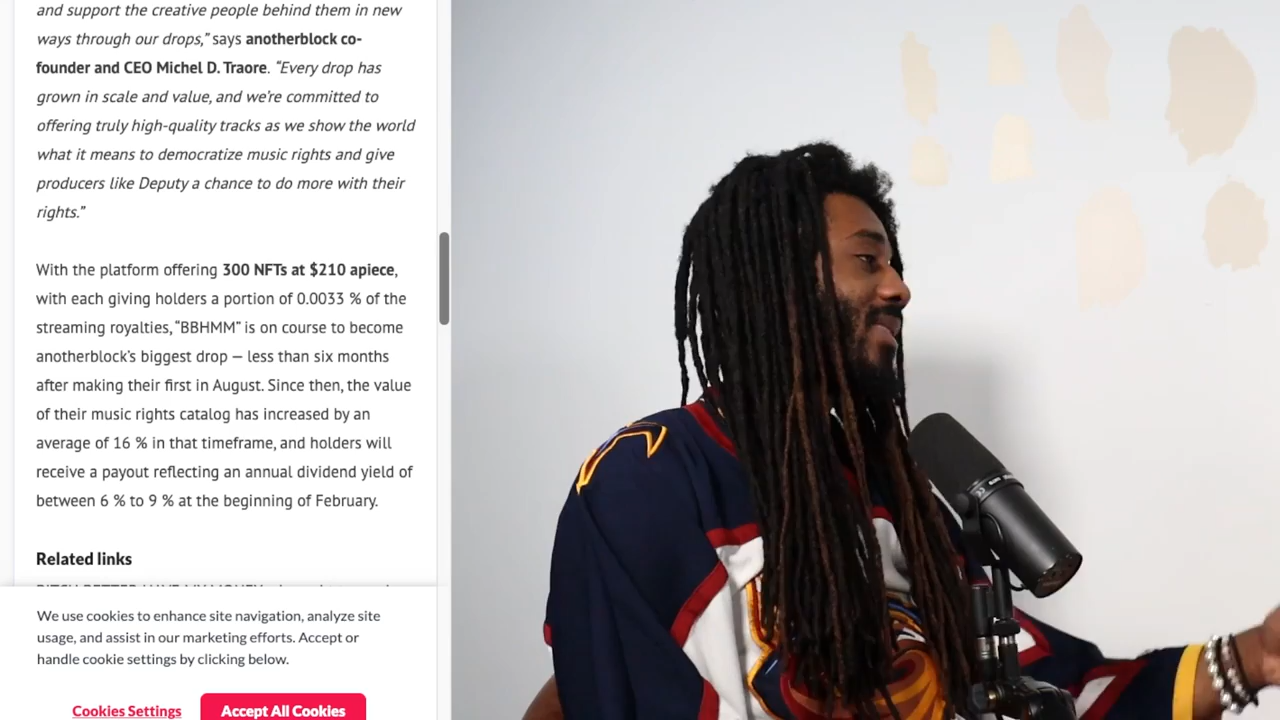 and support the creative people behind them in new
ways through our drops,” says anotherblock co-
founder and CEO Michel D. Traore. “Every drop has
grown in scale and value, and we’re committed to
offering truly high-quality tracks as we show the world
what it means to democratize music rights and give
producers like Deputy a chance to do more with their
rights.”
With the platform offering 300 NFTs at $210 apiece,
with each giving holders a portion of 0.0033 % of the
streaming royalties, “BBHMM” is on course to become
anotherblock’s biggest drop — less than six months
after making their first in August. Since then, the value
of their music rights catalog has increased by an
average of 16 % in that timeframe, and holders will
receive a payout reflecting an annual dividend yield of
between 6 % to 9 % at the beginning of February.
Related links
We use cookies to enhance site navigation, analyze site
usage, and assist in our marketing efforts. Accept or
handle cookie settings by clicking below.
Cookies Settings
Accept All Cookies